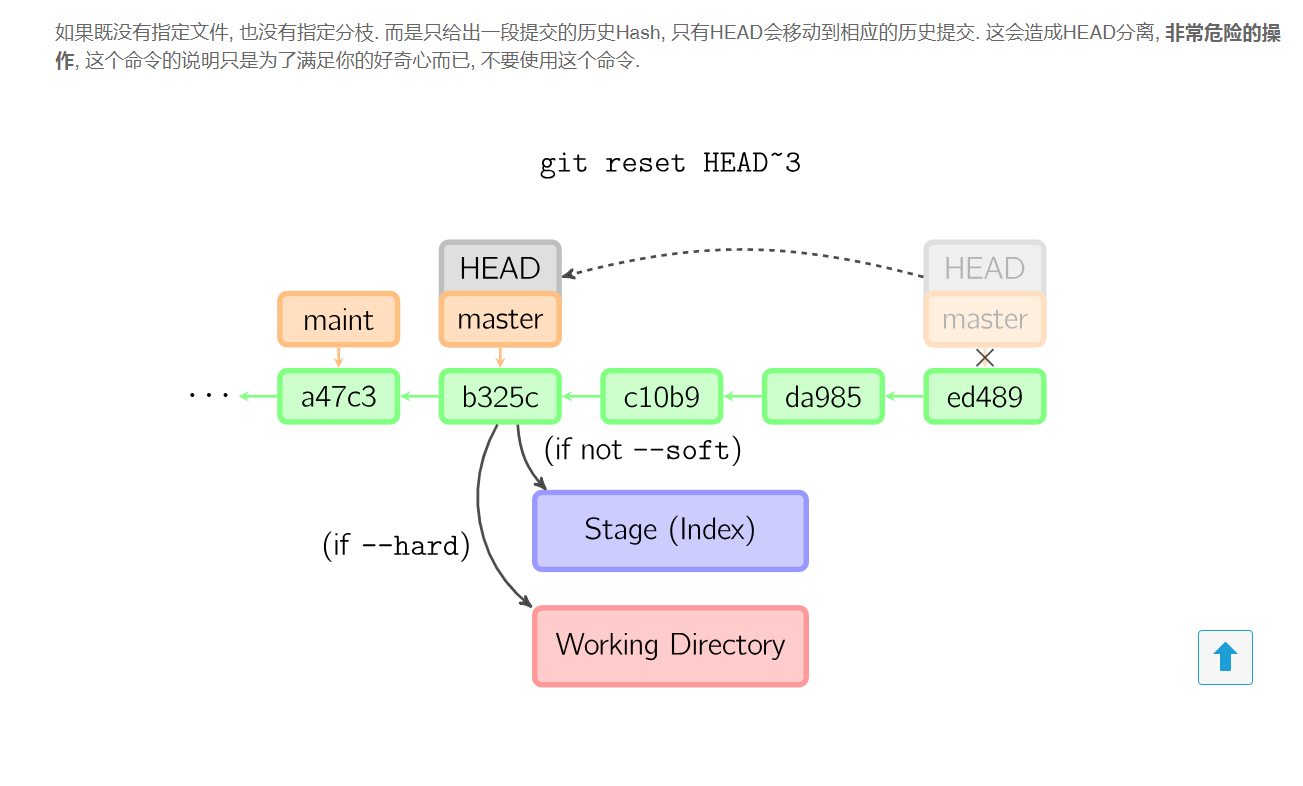 如果既没有指定文件, 也没有指定分枝. 而是只给出一段提交的历史Hash, 只有HEAD会移动到相应的历史提交. 这会造成HEAD分离, 非常危险的操
作, 这个命令的说明只是为了满足你的好奇心而已, 不要使用这个命令.
git reset HEAD~3
HEAD HEAD
maint master master
··· a47c3 b325c c10b9 da985 ed489
(if not --soft)
Stage (Index)
(if --hard)
Working Directory